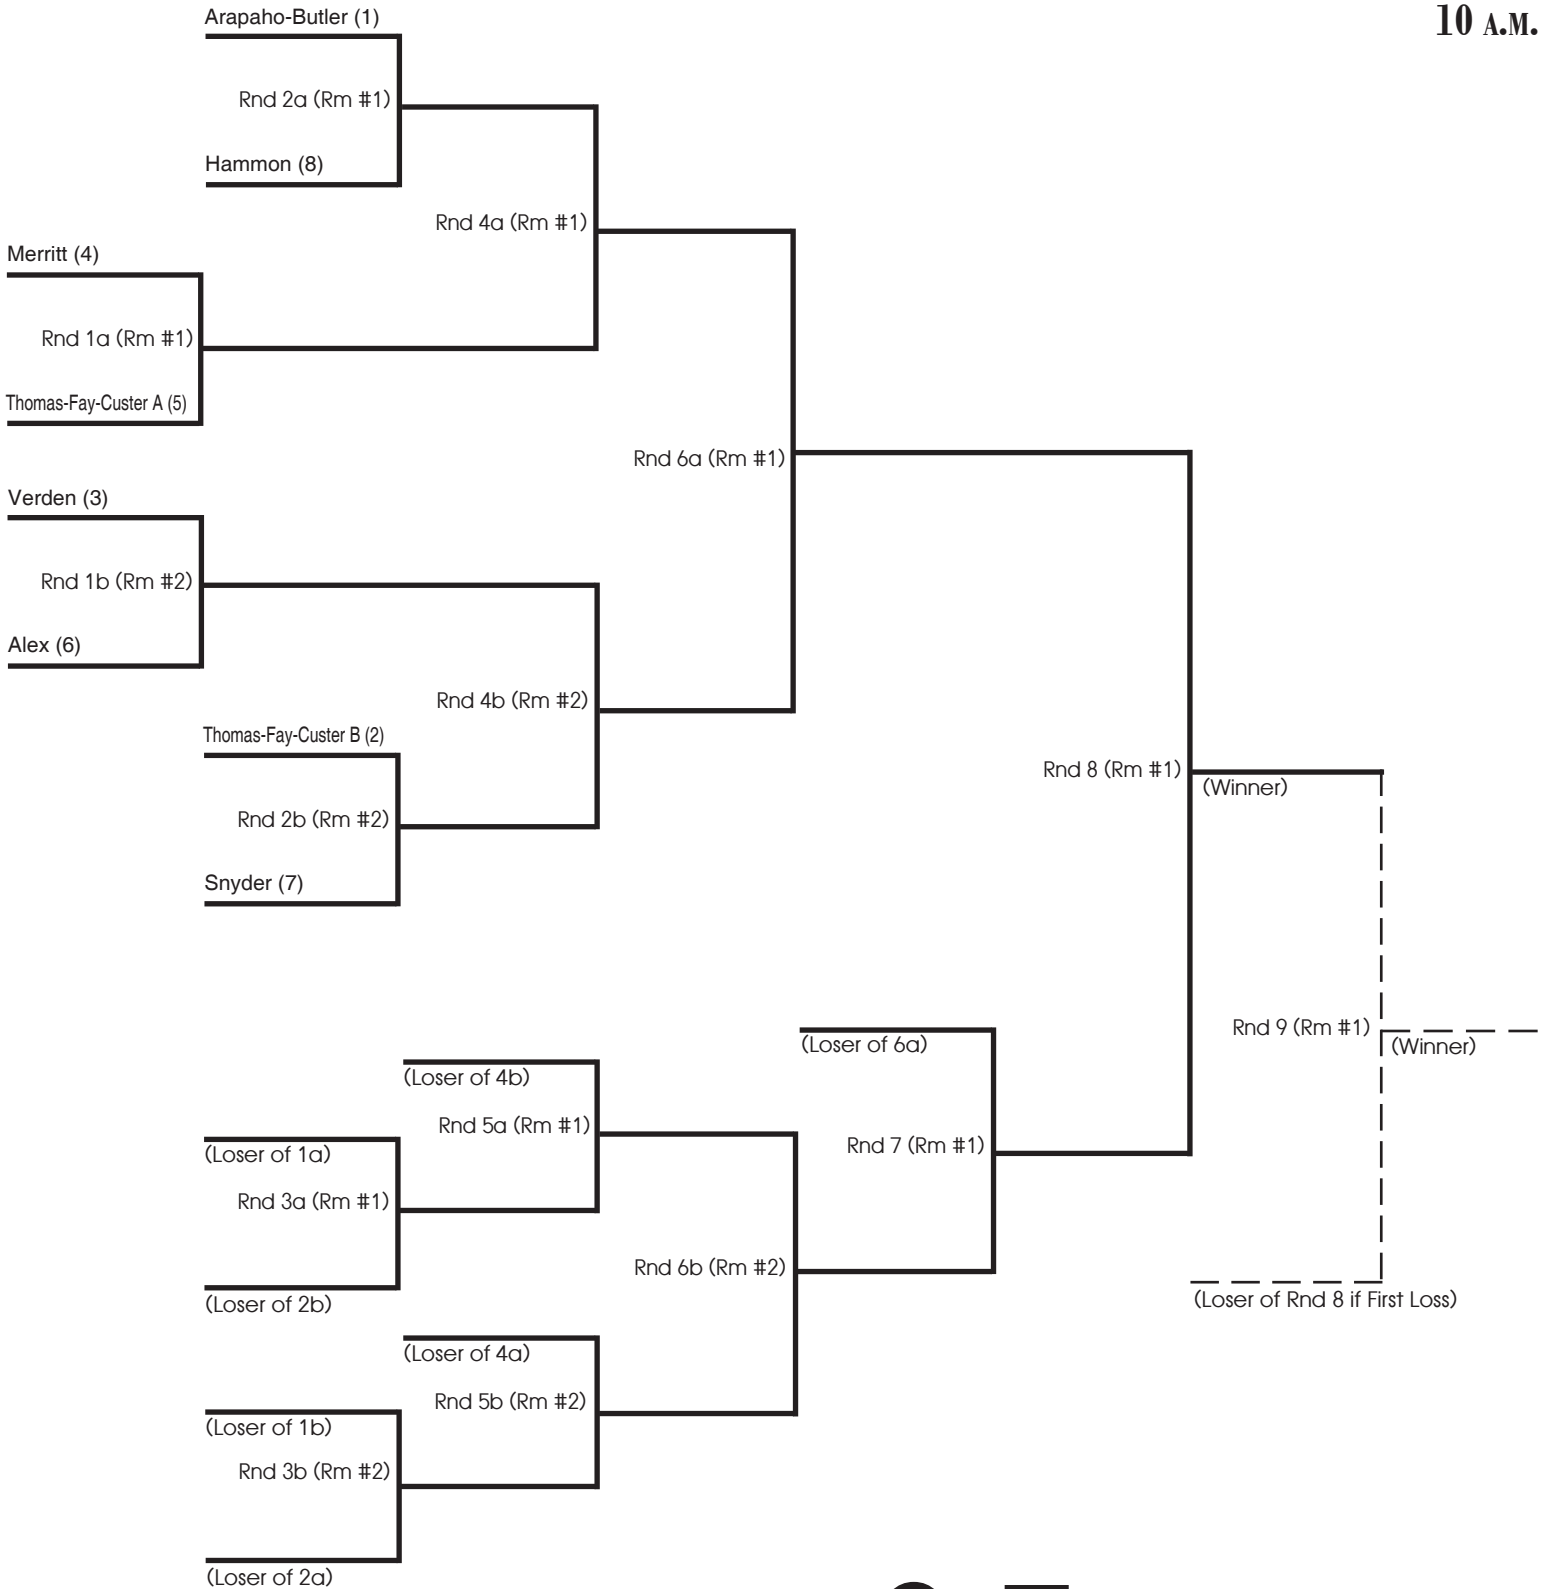 Arapaho-Butler (1)
10 A.M.
Rnd 2a (Rm #1)
Hammon (8)
Rnd 4a (Rm #1)
Merritt (4)
Rnd 1a (Rm #1)
Thomas-Fay-Custer A (5)
Rnd 6a (Rm #1)
Verden (3)
Rnd 1b (Rm #2)
Alex (6)
Rnd 4b (Rm #2)
Thomas-Fay-Custer B (2)
Rnd 8 (Rm #1)
(Winner)
Rnd 2b (Rm #2)
Snyder (7)
Rnd 9 (Rm #1)
(Winner)
(Loser of 6a)
(Loser of 4b)
Rnd 5a (Rm #1)
Rnd 7 (Rm #1)
(Loser of 1a)
Rnd 3a (Rm #1)
Rnd 6b (Rm #2)
(Loser of 2b)
(Loser of Rnd 8 if First Loss)
(Loser of 4a)
Rnd 5b (Rm #2)
(Loser of 1b)
Rnd 3b (Rm #2)
(Loser of 2a)